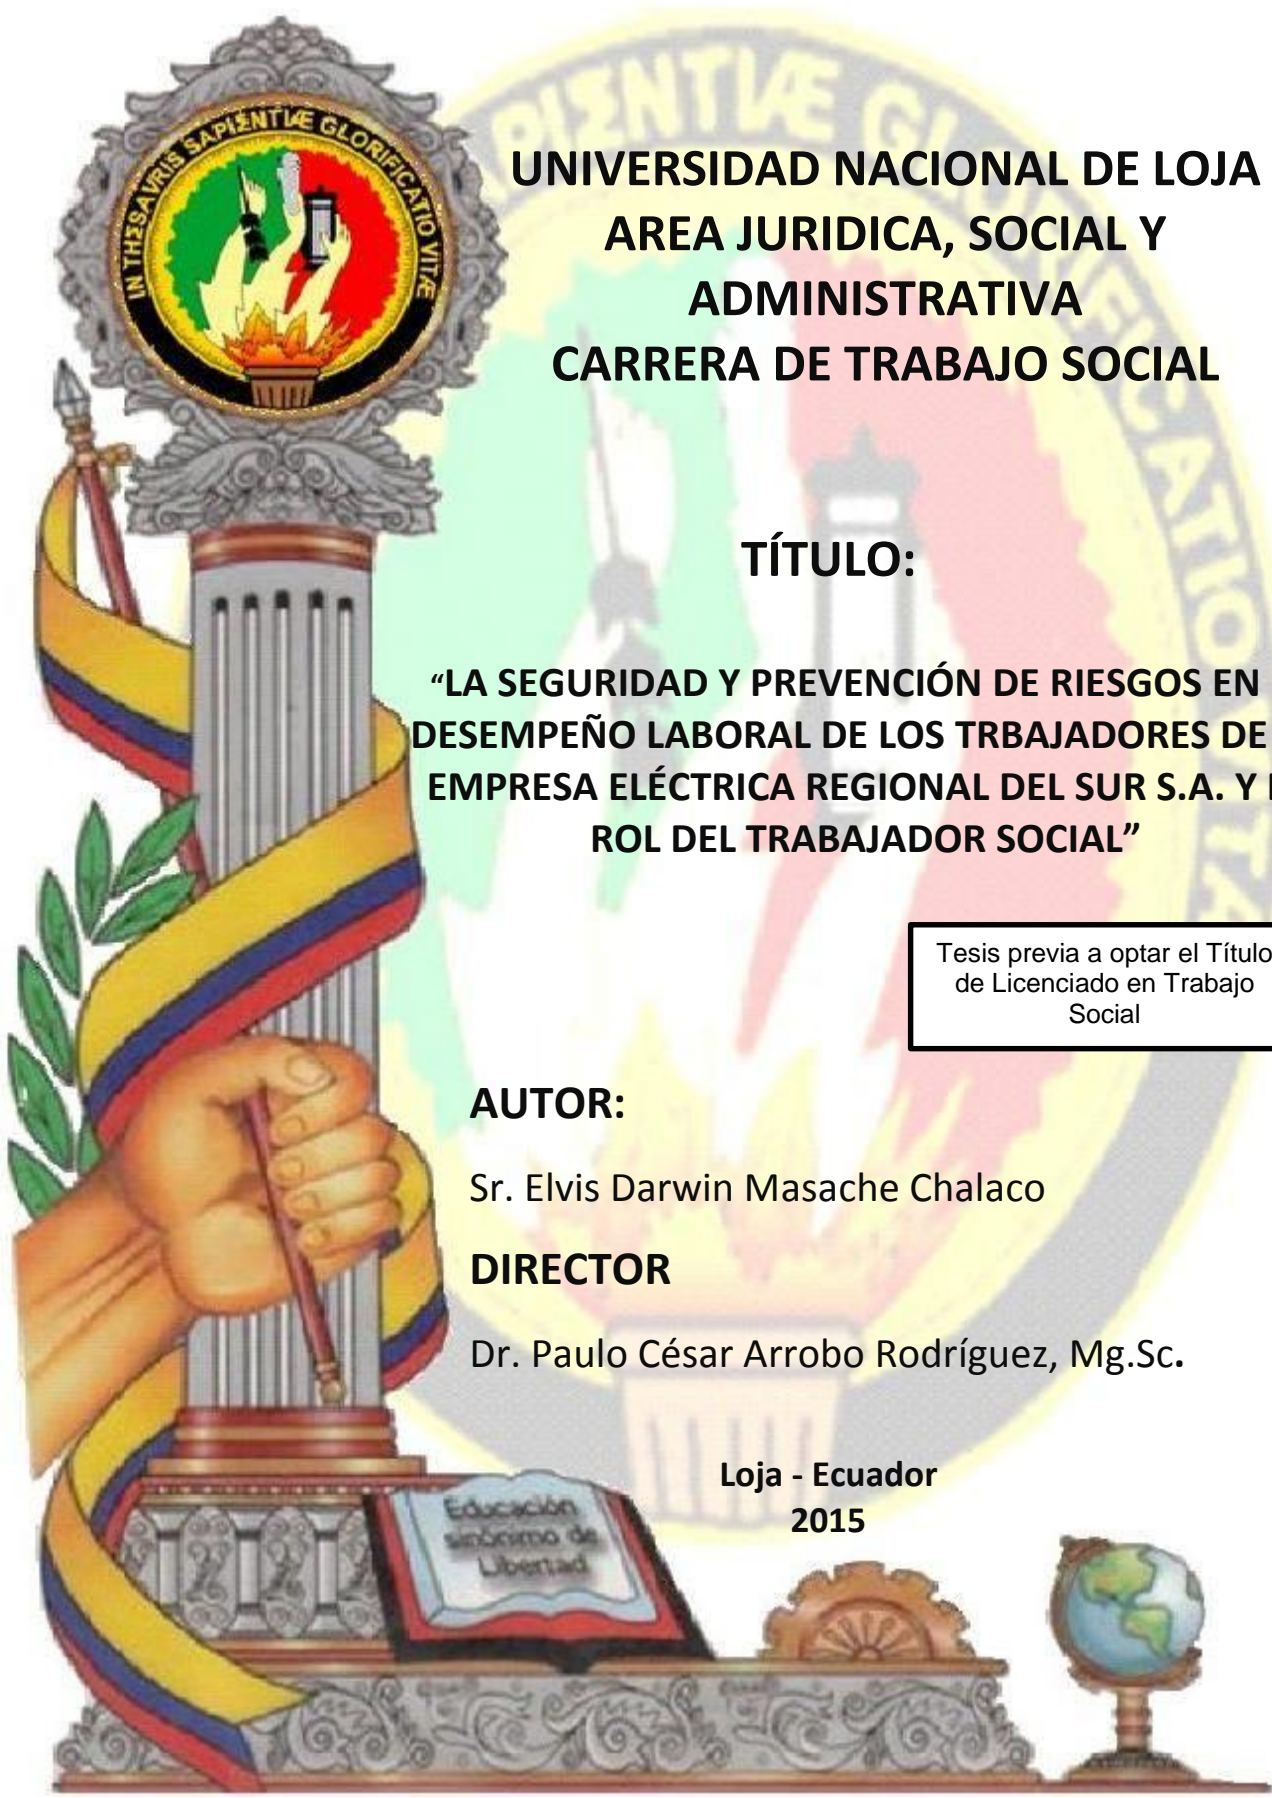 IN THESAVRIS SAPIENTIÆ GLORIFICATIO VITÆ
UNIVERSIDAD NACIONAL DE LOJA
AREA JURIDICA, SOCIAL Y
ADMINISTRATIVA
CARRERA DE TRABAJO SOCIAL
TÍTULO:
“LA SEGURIDAD Y PREVENCIÓN DE RIESGOS EN
DESEMPEÑO LABORAL DE LOS TRBAJADORES DE
EMPRESA ELÉCTRICA REGIONAL DEL SUR S.A. Y
ROL DEL TRABAJADOR SOCIAL”
Tesis previa a optar el Título
de Licenciado en Trabajo
Social
AUTOR:
Sr. Elvis Darwin Masache Chalaco
DIRECTOR
Dr. Paulo César Arrobo Rodríguez, Mg.Sc.
Loja - Ecuador
2015
Educación
sinónimo de
Libertad